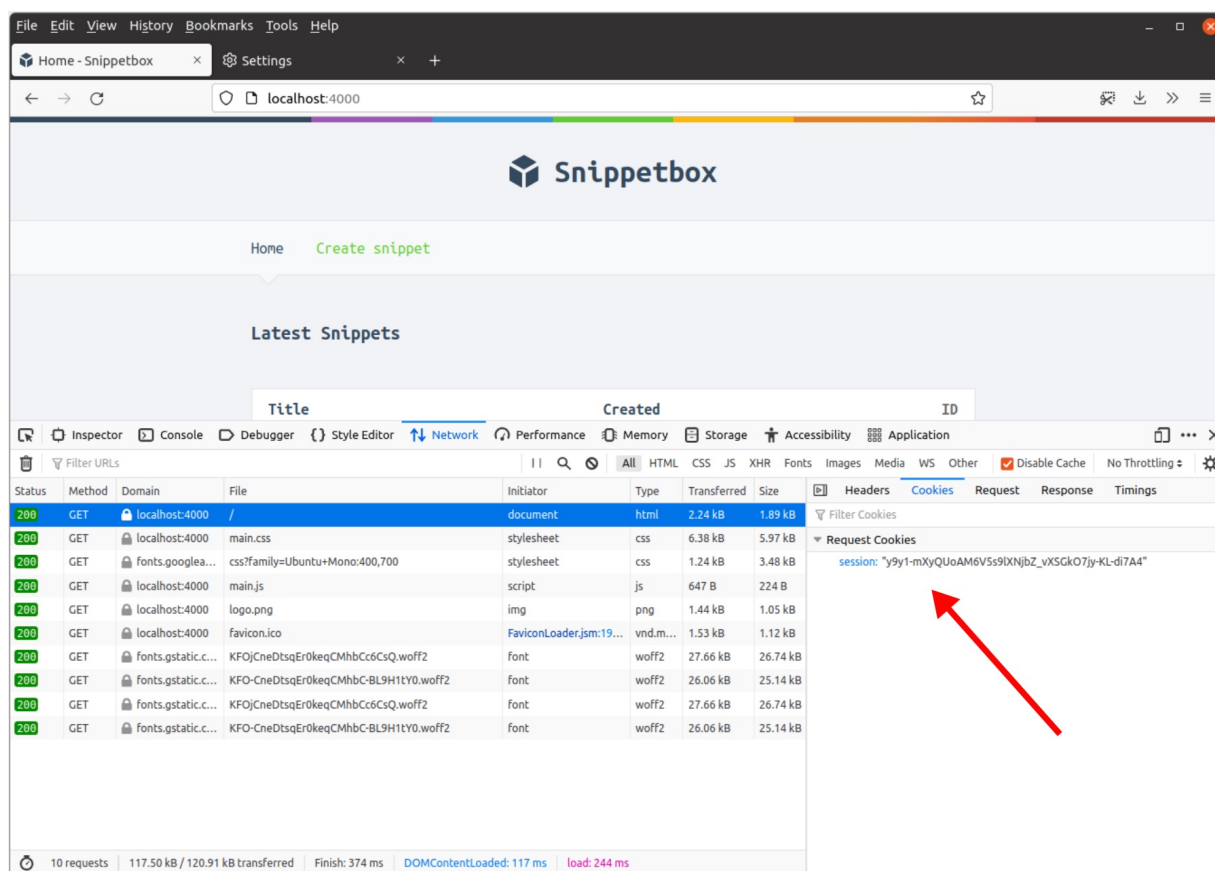 File Edit View History Bookmarks Tools Help
Home - Snippetbox
Settings
localhost:4000
Snippetbox
Home Create snippet
Latest Snippets
Title Created ID
Inspector Console Debugger {} Style Editor Network Performance Memory Storage Accessibility Application
Filter URLs All HTML CSS JS XHR Fonts Images Media WS Other Disable Cache No Throttling
Status Method Domain File Initiator Type Transferred Size Headers Cookies Request Response Timings
200 GET localhost:4000 / document html 2.24 kB 1.89 kB
Filter Cookies
200 GET localhost:4000 main.css stylesheet css 6.38 kB 5.97 kB
Request Cookies
200 GET fonts.googlea... css?family=Ubuntu+Mono:400,700 stylesheet css 1.24 kB 3.48 kB
session: "y9y1-mXyQUoAM6V5s9lXNjbZ_vXSGkO7jy-KL-di7A4"
200 GET localhost:4000 main.js script js 647 B 224 B
200 GET localhost:4000 logo.png img png 1.44 kB 1.05 kB
200 GET localhost:4000 favicon.ico FaviconLoader.jsm:19... vnd.m... 1.53 kB 1.12 kB
200 GET fonts.gstatic.c... KFOjCneDtsqEr0keqCMhbCc6CsQ.woff2 font woff2 27.66 kB 26.74 kB
200 GET fonts.gstatic.c... KFO-CneDtsqEr0keqCMhbC-BL9H1tY0.woff2 font woff2 26.06 kB 25.14 kB
200 GET fonts.gstatic.c... KFOjCneDtsqEr0keqCMhbCc6CsQ.woff2 font woff2 27.66 kB 26.74 kB
200 GET fonts.gstatic.c... KFO-CneDtsqEr0keqCMhbC-BL9H1tY0.woff2 font woff2 26.06 kB 25.14 kB
10 requests 117.50 kB / 120.91 kB transferred Finish: 374 ms DOMContentLoaded: 117 ms load: 244 ms